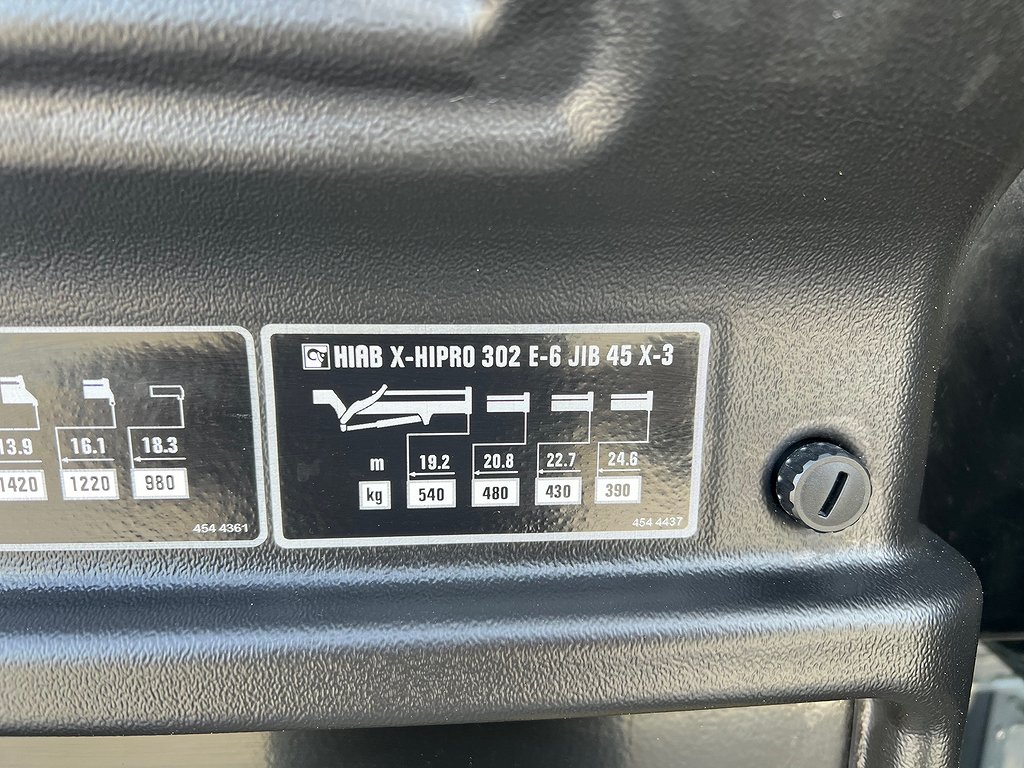 13.9 16.1 18.3
1420 1220 980
454 4361
HIAB X-HIPRO 302 E-6 JIB 45 X-3
m 19.2 20.8 22.7 24.6
kg 540 480 430 390
454 4437